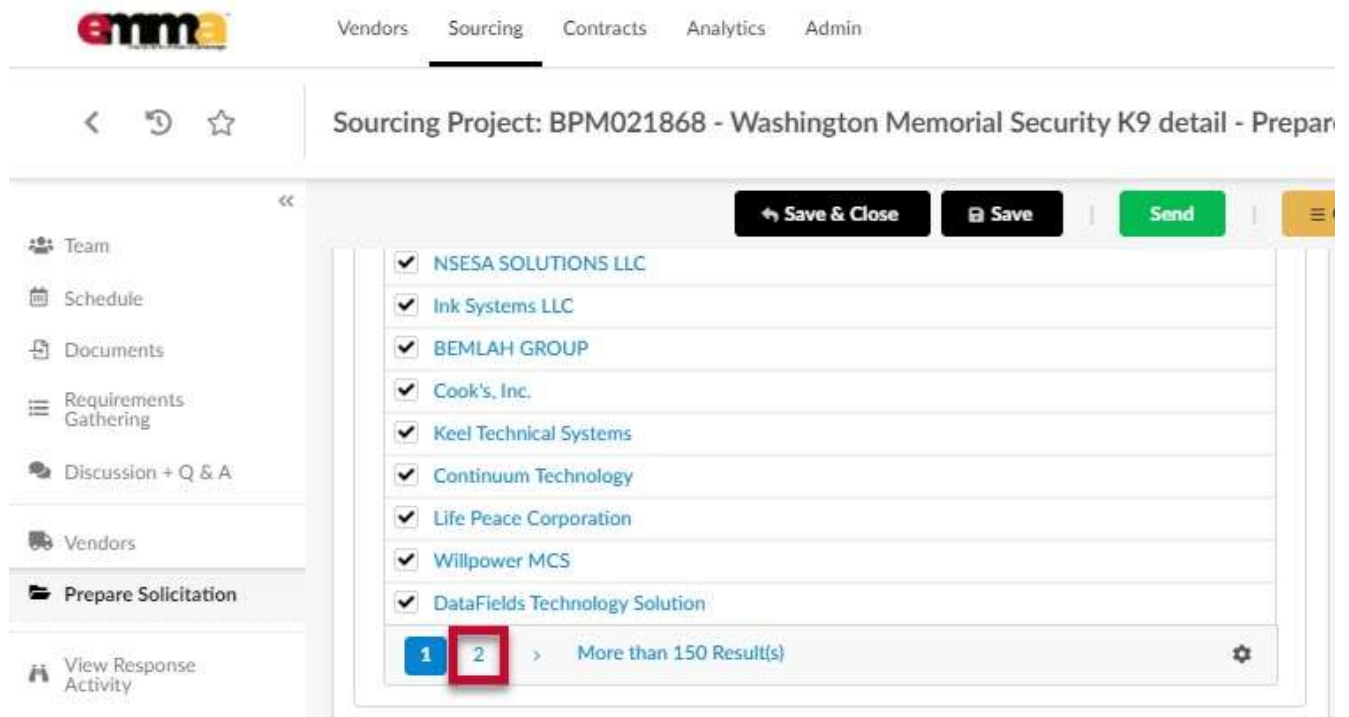 emma
Vendors Sourcing Contracts Analytics Admin
Sourcing Project: BPM021868 - Washington Memorial Security K9 detail - Prepar
Save & Close Save Send
Team
Schedule
Documents
Requirements
Gathering
Discussion + Q & A
Vendors
Prepare Solicitation
View Response
Activity
NSESA SOLUTIONS LLC
Ink Systems LLC
BEMLAH GROUP
Cook's, Inc.
Keel Technical Systems
Continuum Technology
Life Peace Corporation
Willpower MCS
DataFields Technology Solution
1 2 > More than 150 Result(s)